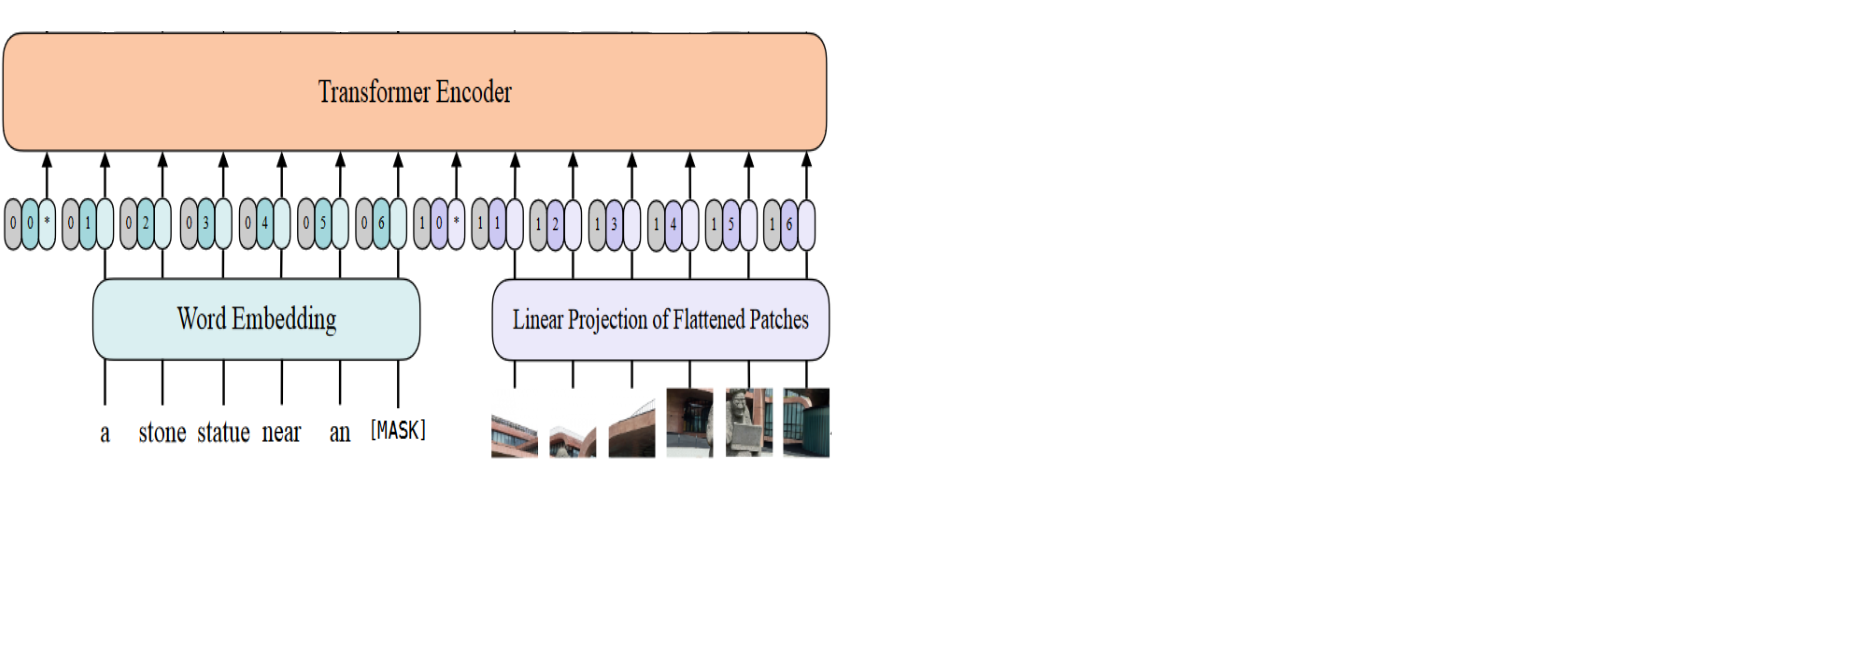 Transformer Encoder
0 0 * 0 1 0 2 0 3 0 4 0 5 0 6 1 0 * 1 1 1 2 1 3 1 4 1 5 1 6
Word Embedding Linear Projection of Flattened Patches
a stone statue near an [MASK]